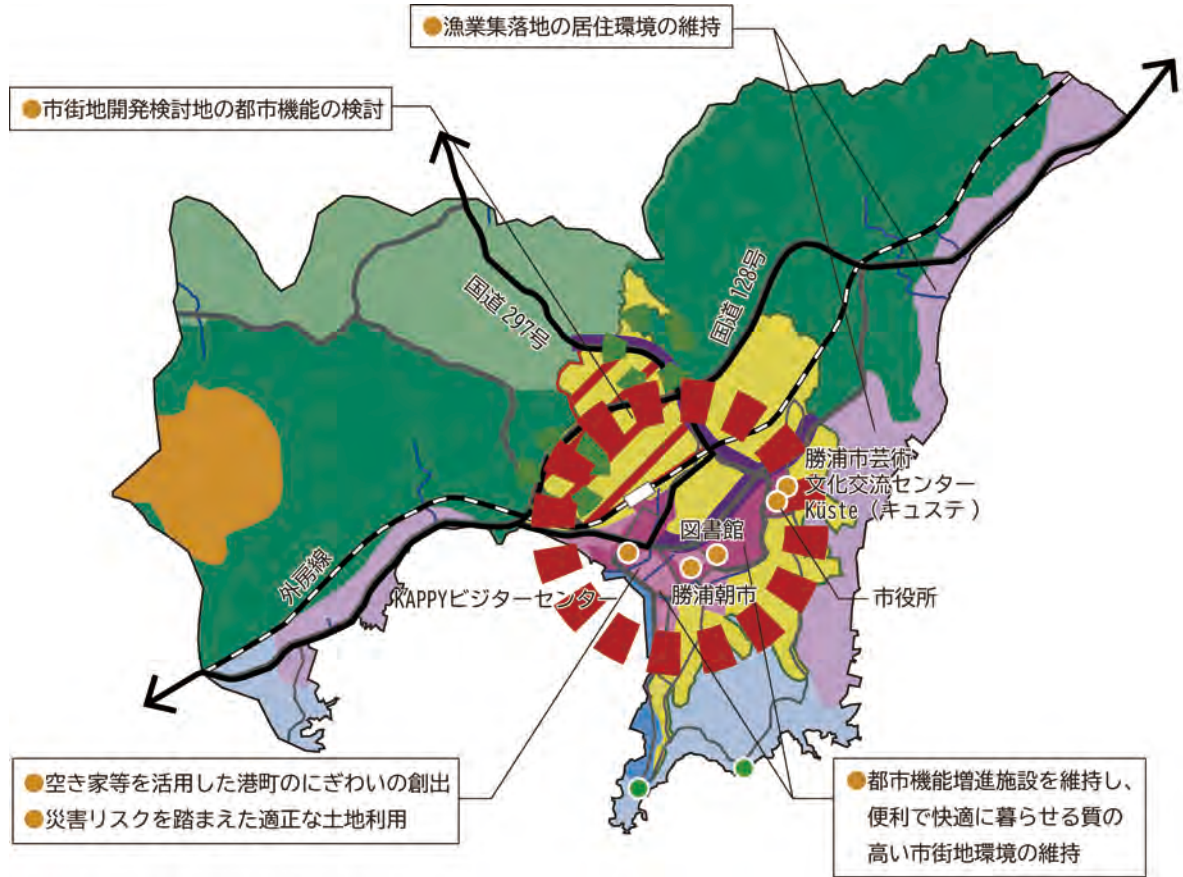 ●漁業集落地の居住環境の維持
●市街地開発検討地の都市機能の検討
国道 297号
国道 128号
勝浦市芸術
文化交流センター
Küste（キュステ）
図書館
外房線
KAPPYビジターセンター
勝浦朝市
市役所
●空き家等を活用した港町のにぎわいの創出
●災害リスクを踏まえた適正な土地利用
●都市機能増進施設を維持し、
便利で快適に暮らせる質の
高い市街地環境の維持